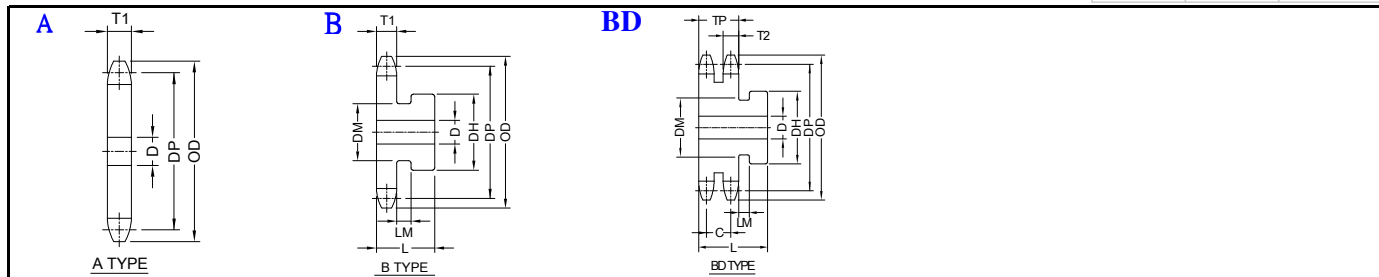 A
T1
D
DP
OD
A TYPE
B
T1
DM
D
DH
DP
OD
LM
L
B TYPE
BD
TP
T2
DM
D
DH
DP
OD
LM
C
L
BD TYPE